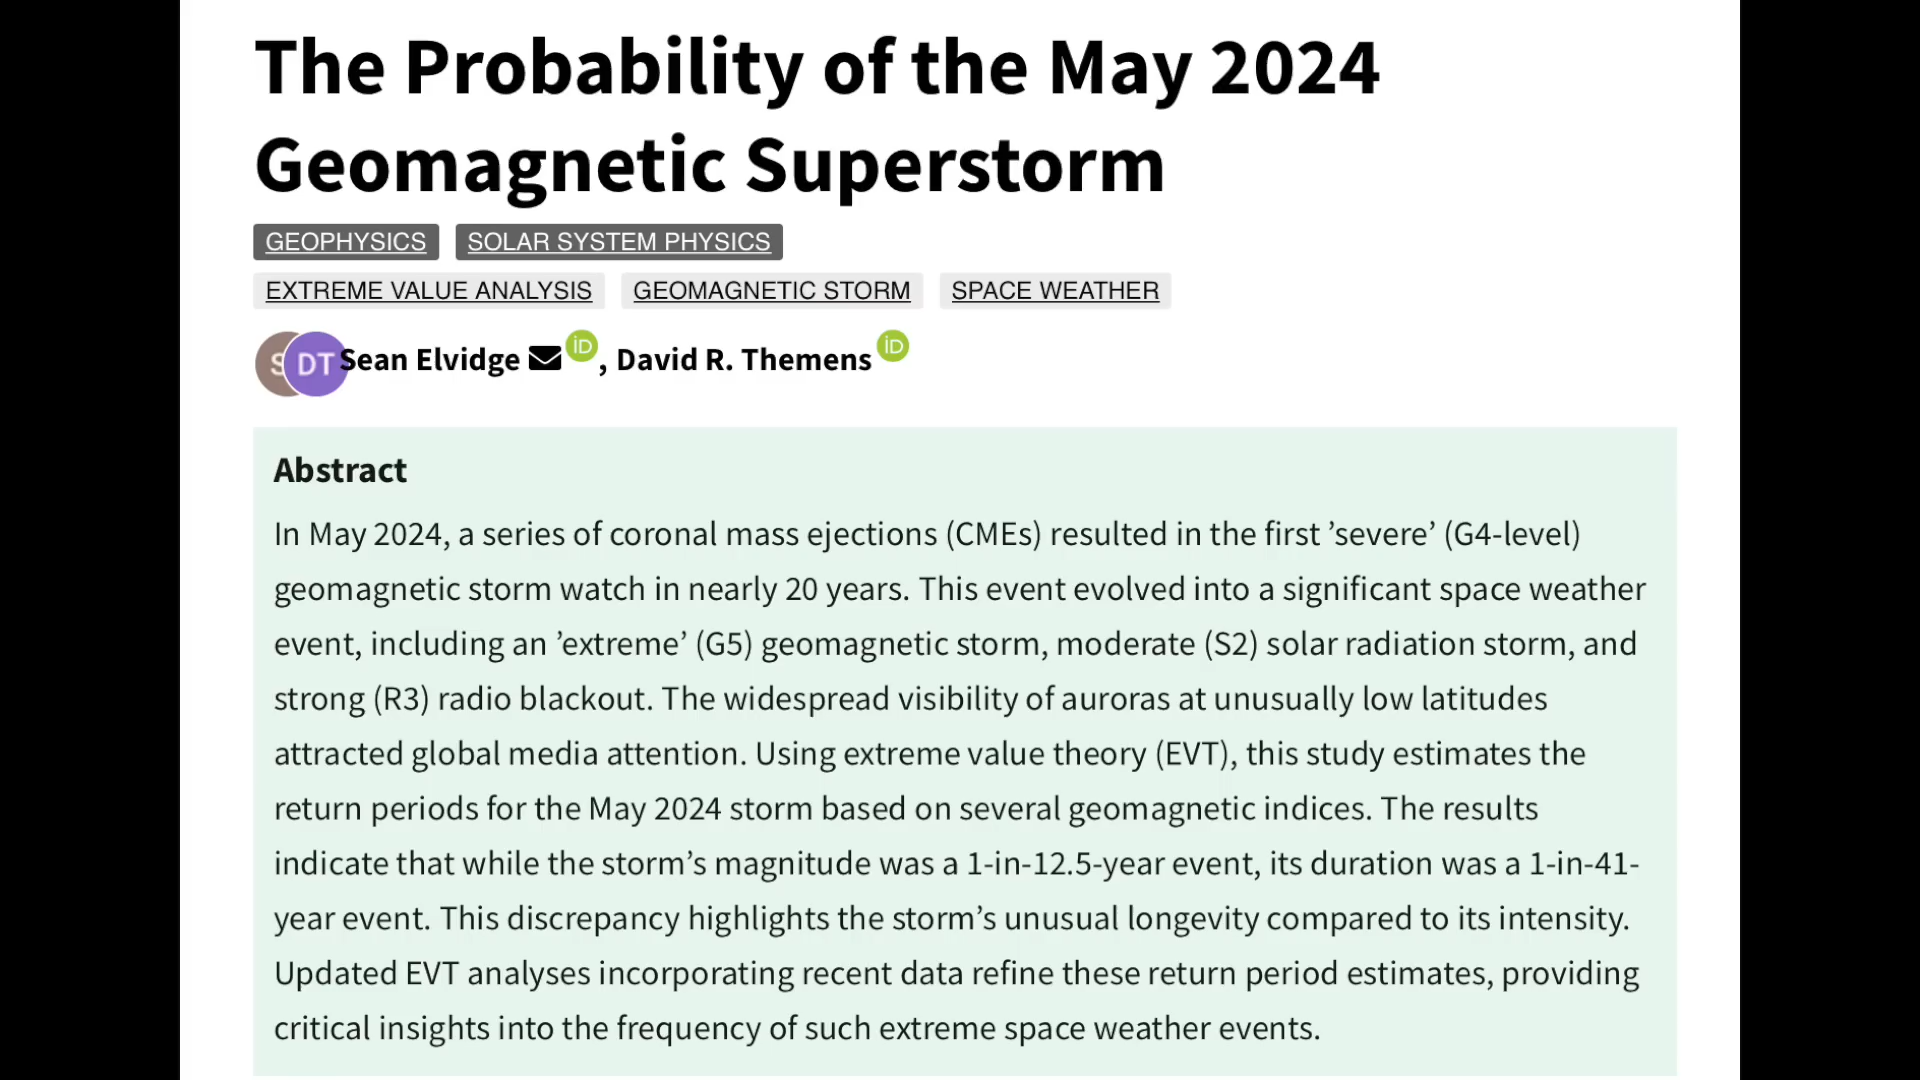 The Probability of the May 2024
Geomagnetic Superstorm
GEOPHYSICS SOLAR SYSTEM PHYSICS
EXTREME VALUE ANALYSIS GEOMAGNETIC STORM SPACE WEATHER
S DT Sean Elvidge iD , David R. Themens iD
Abstract
In May 2024, a series of coronal mass ejections (CMEs) resulted in the first ’severe’ (G4-level)
geomagnetic storm watch in nearly 20 years. This event evolved into a significant space weather
event, including an ’extreme’ (G5) geomagnetic storm, moderate (S2) solar radiation storm, and
strong (R3) radio blackout. The widespread visibility of auroras at unusually low latitudes
attracted global media attention. Using extreme value theory (EVT), this study estimates the
return periods for the May 2024 storm based on several geomagnetic indices. The results
indicate that while the storm’s magnitude was a 1-in-12.5-year event, its duration was a 1-in-41-
year event. This discrepancy highlights the storm’s unusual longevity compared to its intensity.
Updated EVT analyses incorporating recent data refine these return period estimates, providing
critical insights into the frequency of such extreme space weather events.